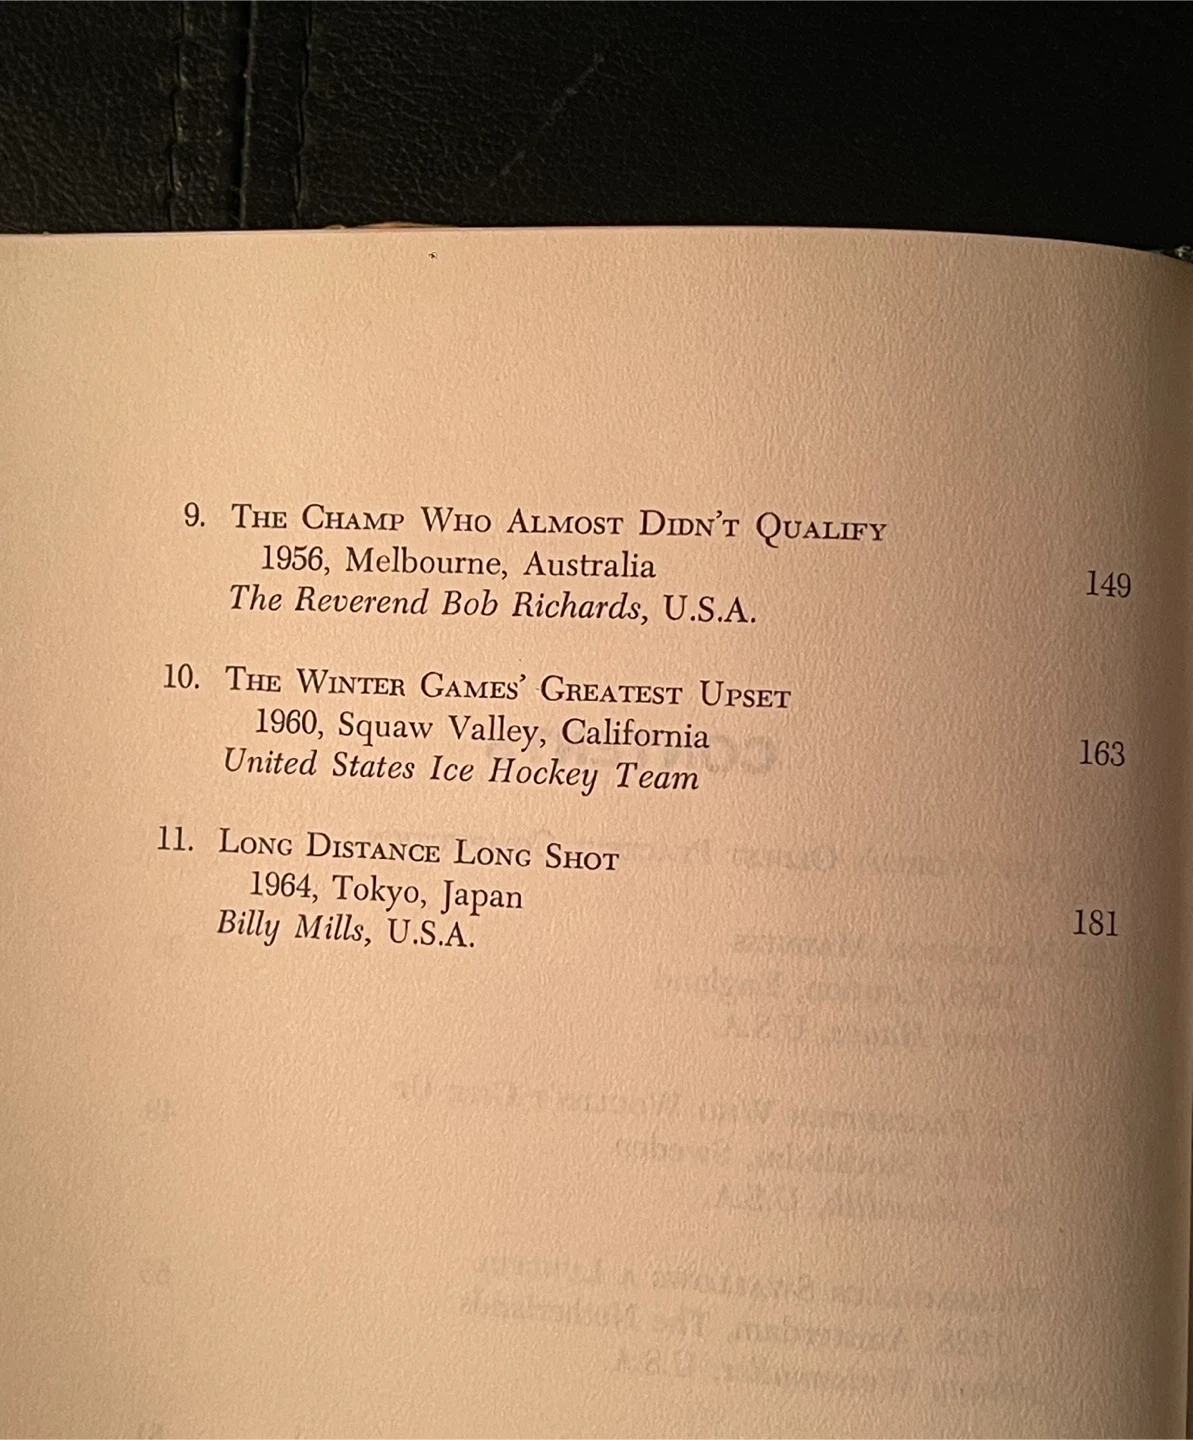 9. The Champ Who Almost Didn't Qualify
1956, Melbourne, Australia 149
The Reverend Bob Richards, U.S.A.
10. The Winter Games' Greatest Upset
1960, Squaw Valley, California 163
United States Ice Hockey Team
11. Long Distance Long Shot
1964, Tokyo, Japan 181
Billy Mills, U.S.A.